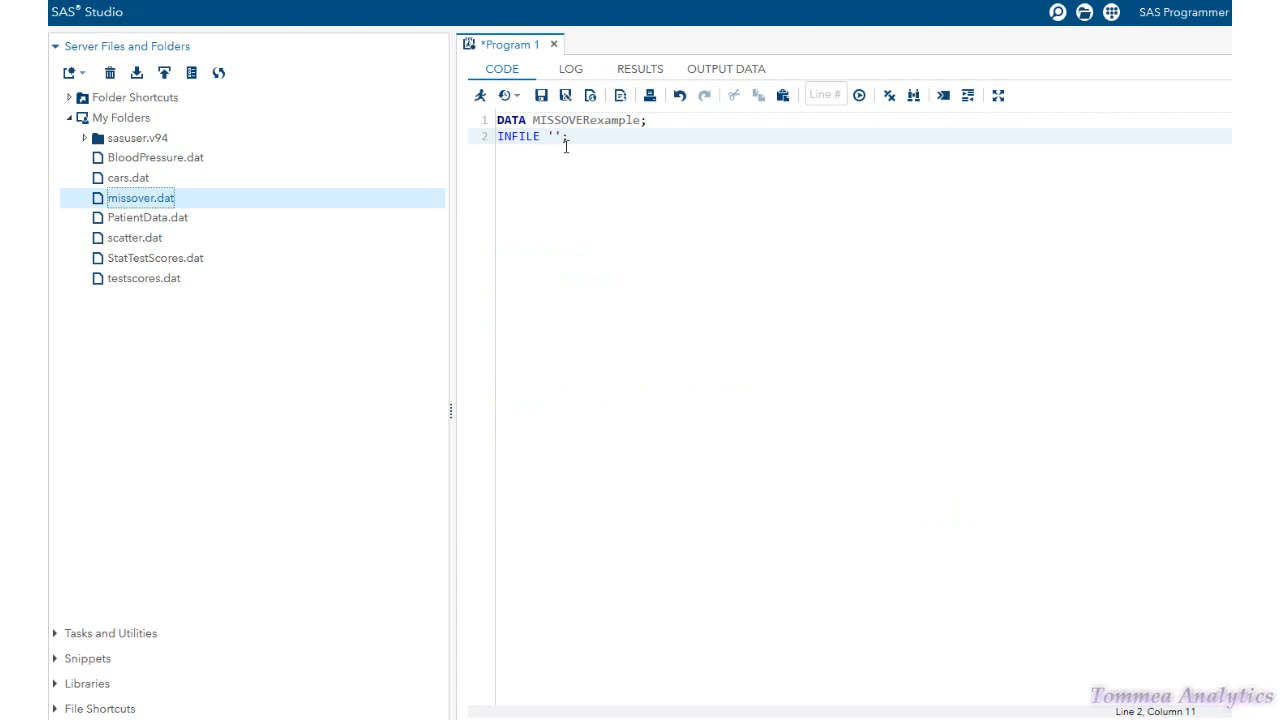 SAS® Studio
SAS Programmer
Server Files and Folders
Folder Shortcuts
My Folders
sasuser.v94
BloodPressure.dat
cars.dat
missover.dat
PatientData.dat
scatter.dat
StatTestScores.dat
testscores.dat
Tasks and Utilities
Snippets
Libraries
File Shortcuts
*Program 1
CODE LOG RESULTS OUTPUT DATA
Line #
1 DATA MISSOVERexample;
2 INFILE '';
Tommea Analytics
Line 2, Column 11